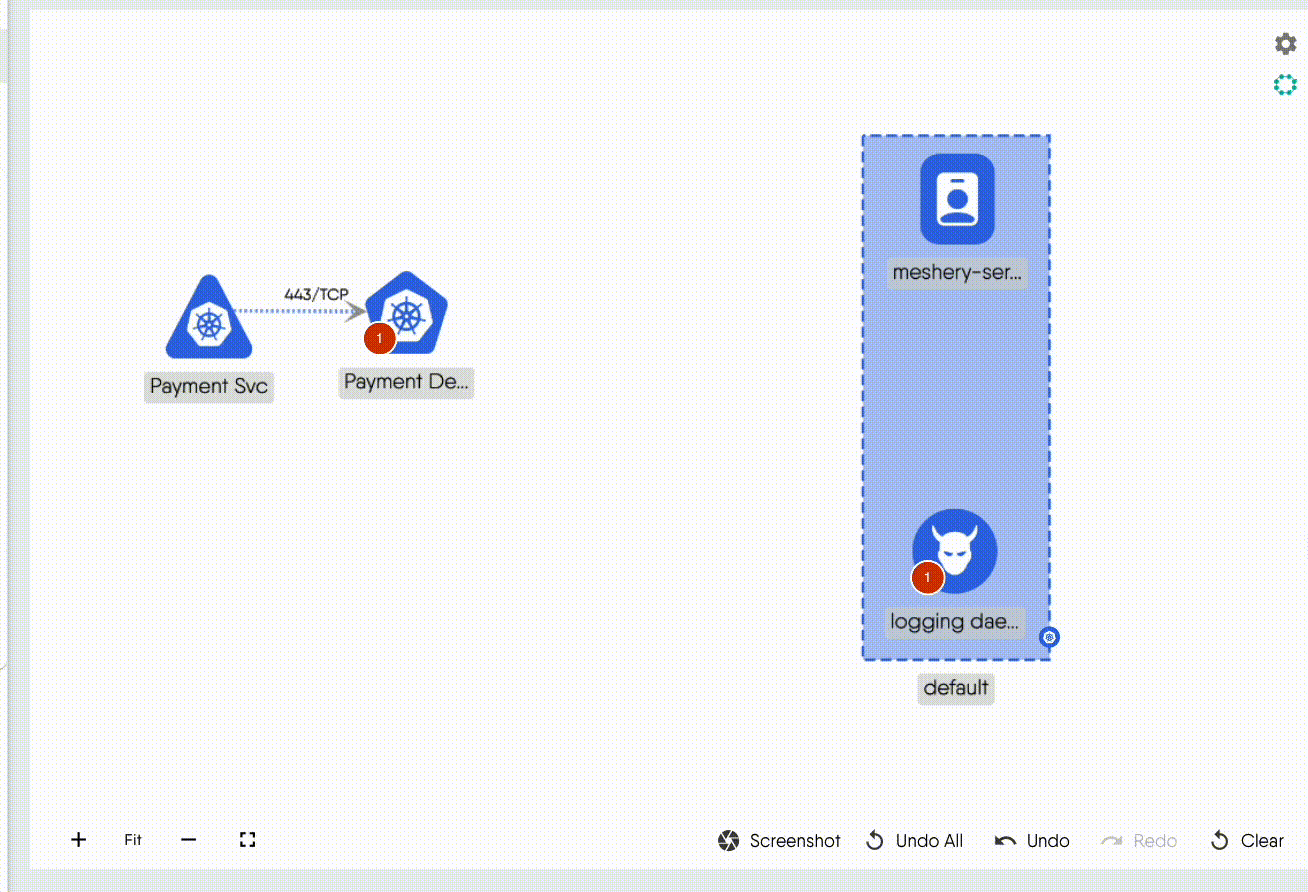 meshery-ser...
443/TCP
1
Payment Svc
Payment De...
1
logging dae...
default
Fit
Screenshot
Undo All
Undo
Redo
Clear